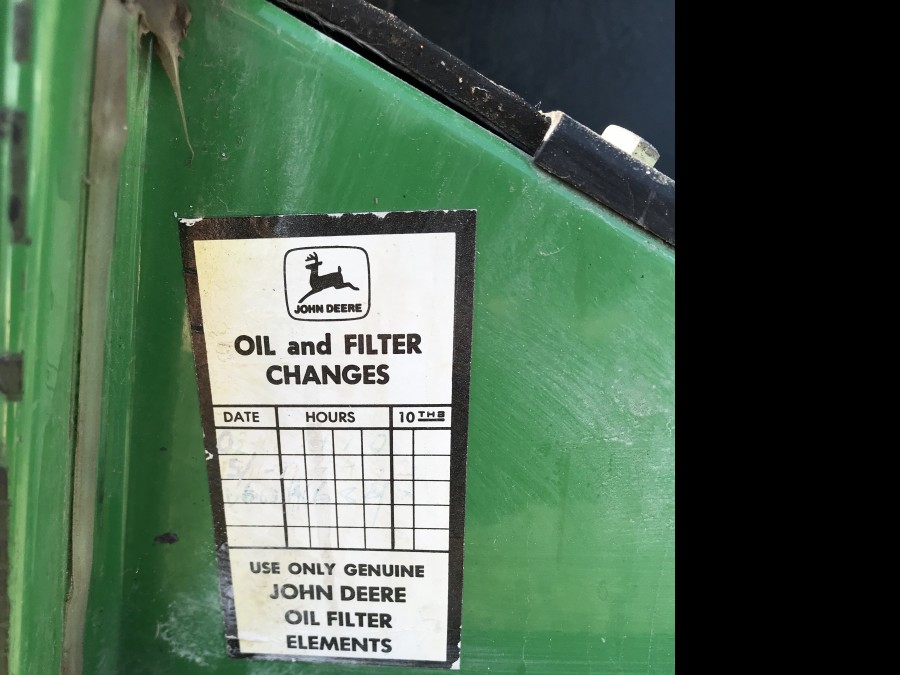 JOHN DEERE
OIL and FILTER
CHANGES
DATE HOURS 10THS
USE ONLY GENUINE
JOHN DEERE
OIL FILTER
ELEMENTS